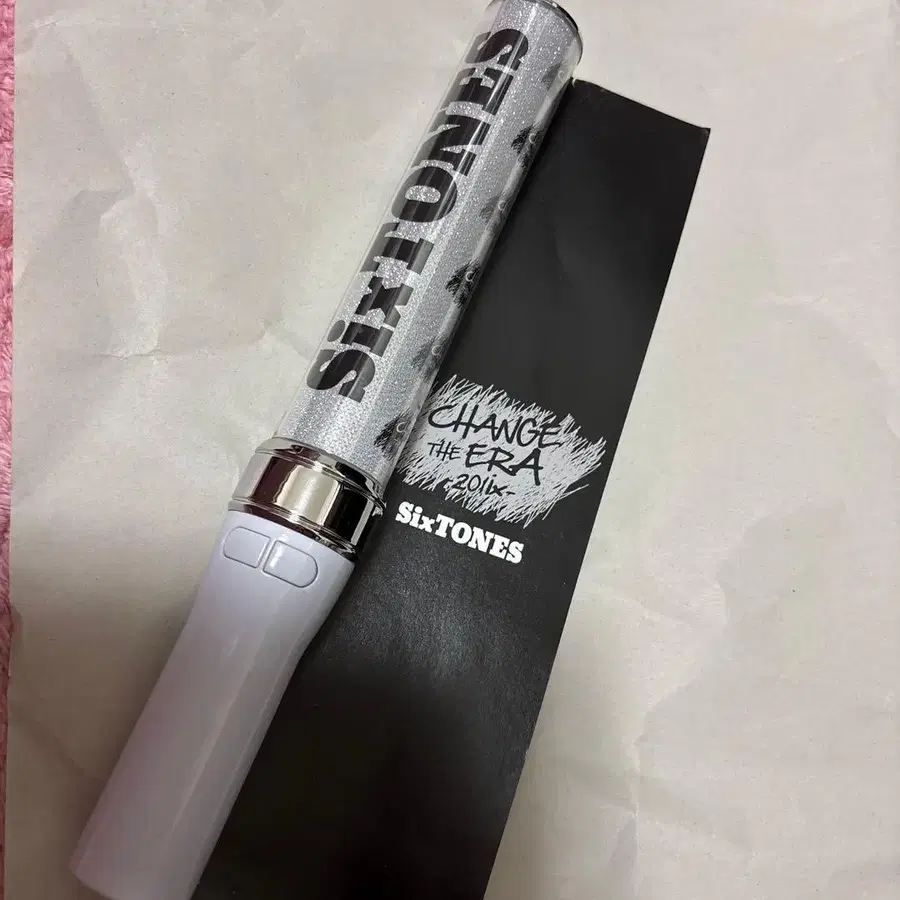 SixTONES
CHANGE
THE ERA
-201ix-
SixTONES